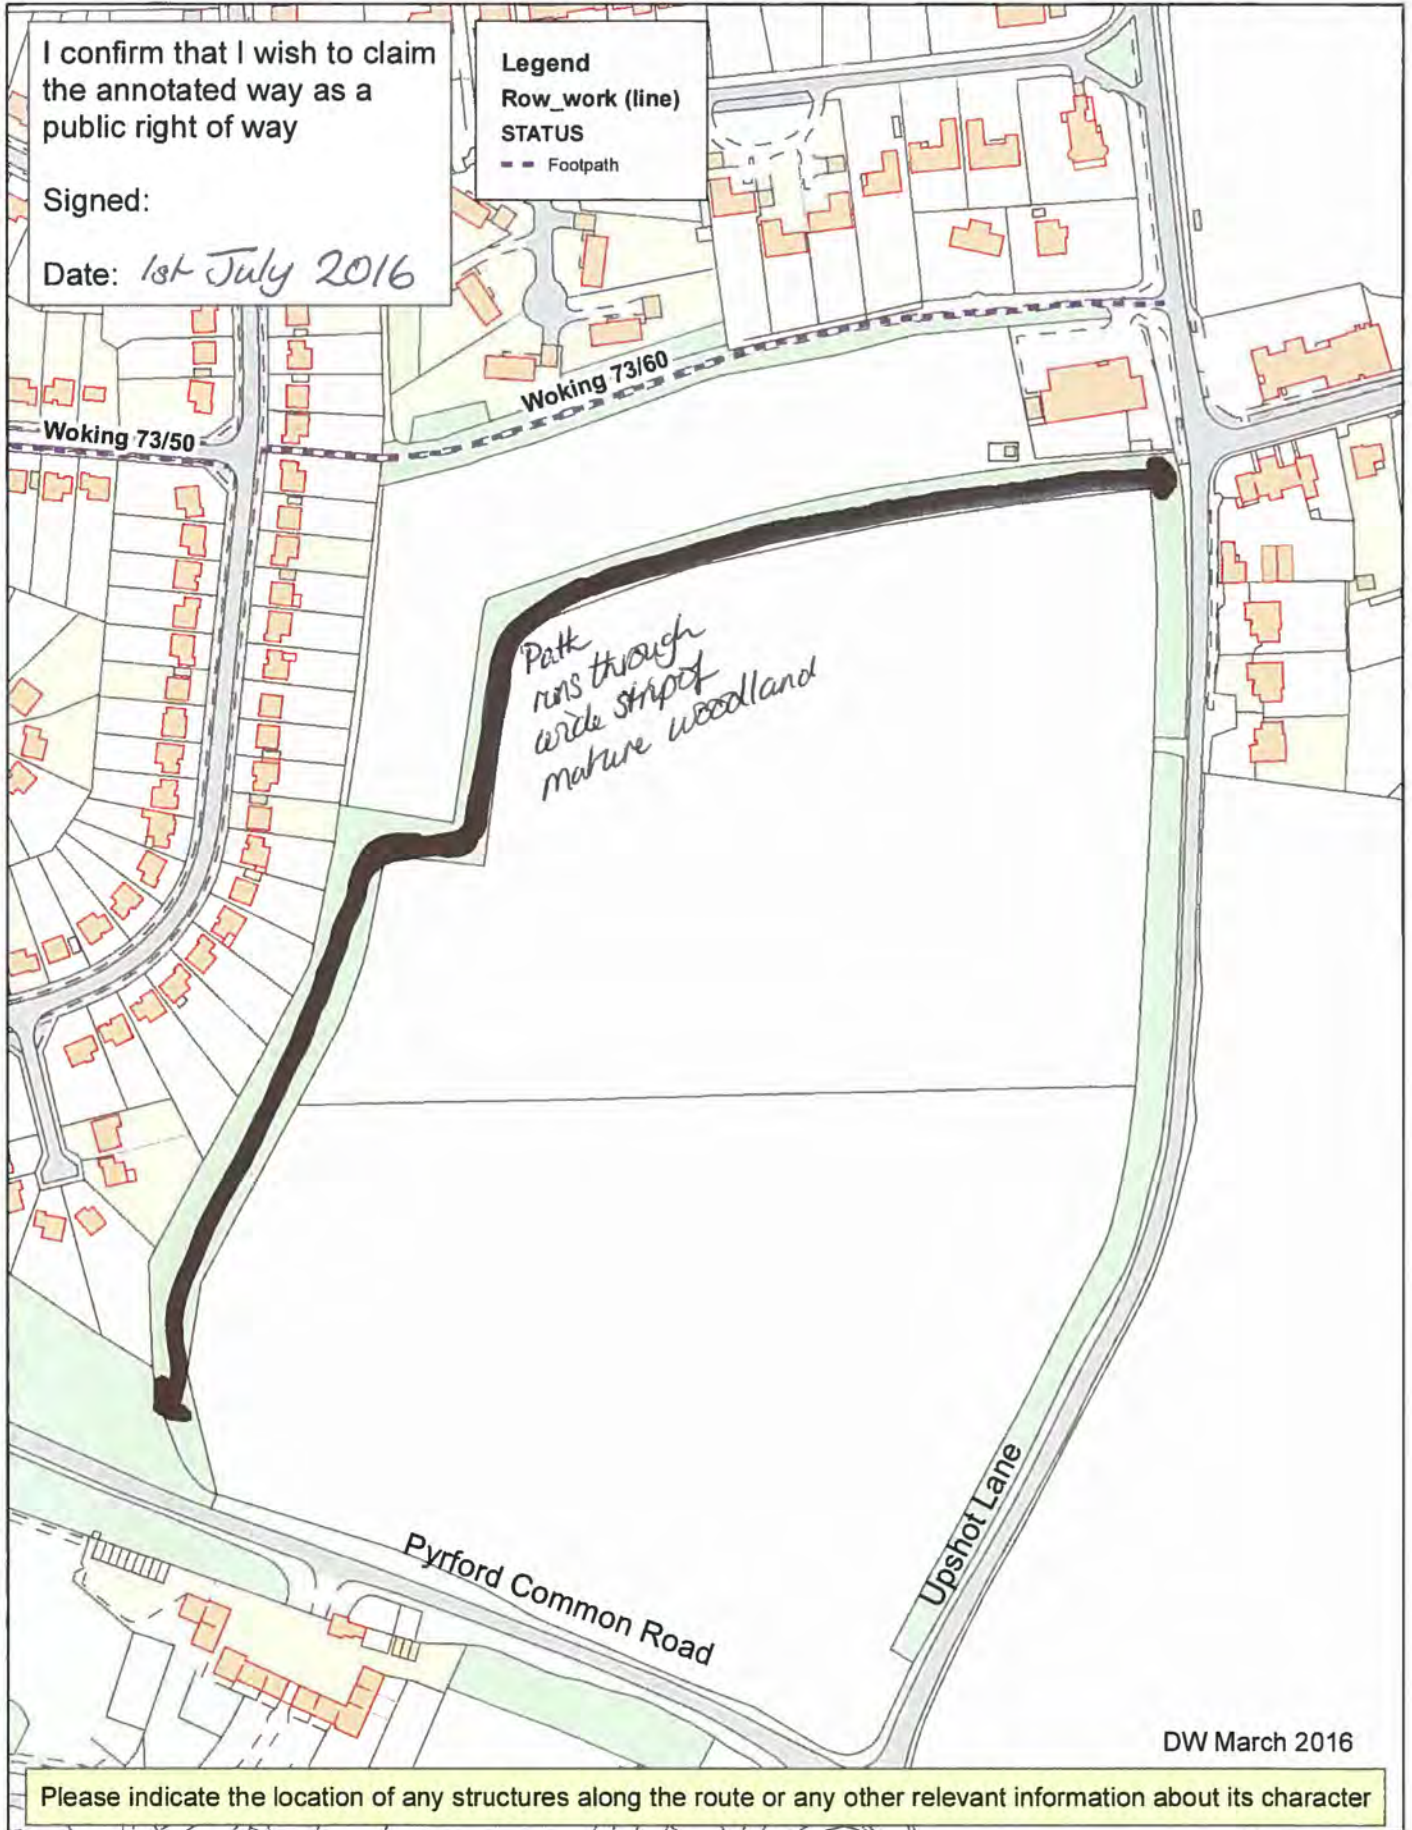 I confirm that I wish to claim
the annotated way as a
public right of way
Signed:
Date: 1st July 2016
Legend
Row_work (line)
STATUS
Footpath
Woking 73/60
Woking 73/50
Path
runs through
wide strip of
mature woodland
Pyrford Common Road
Upshot Lane
DW March 2016
Please indicate the location of any structures along the route or any other relevant information about its character